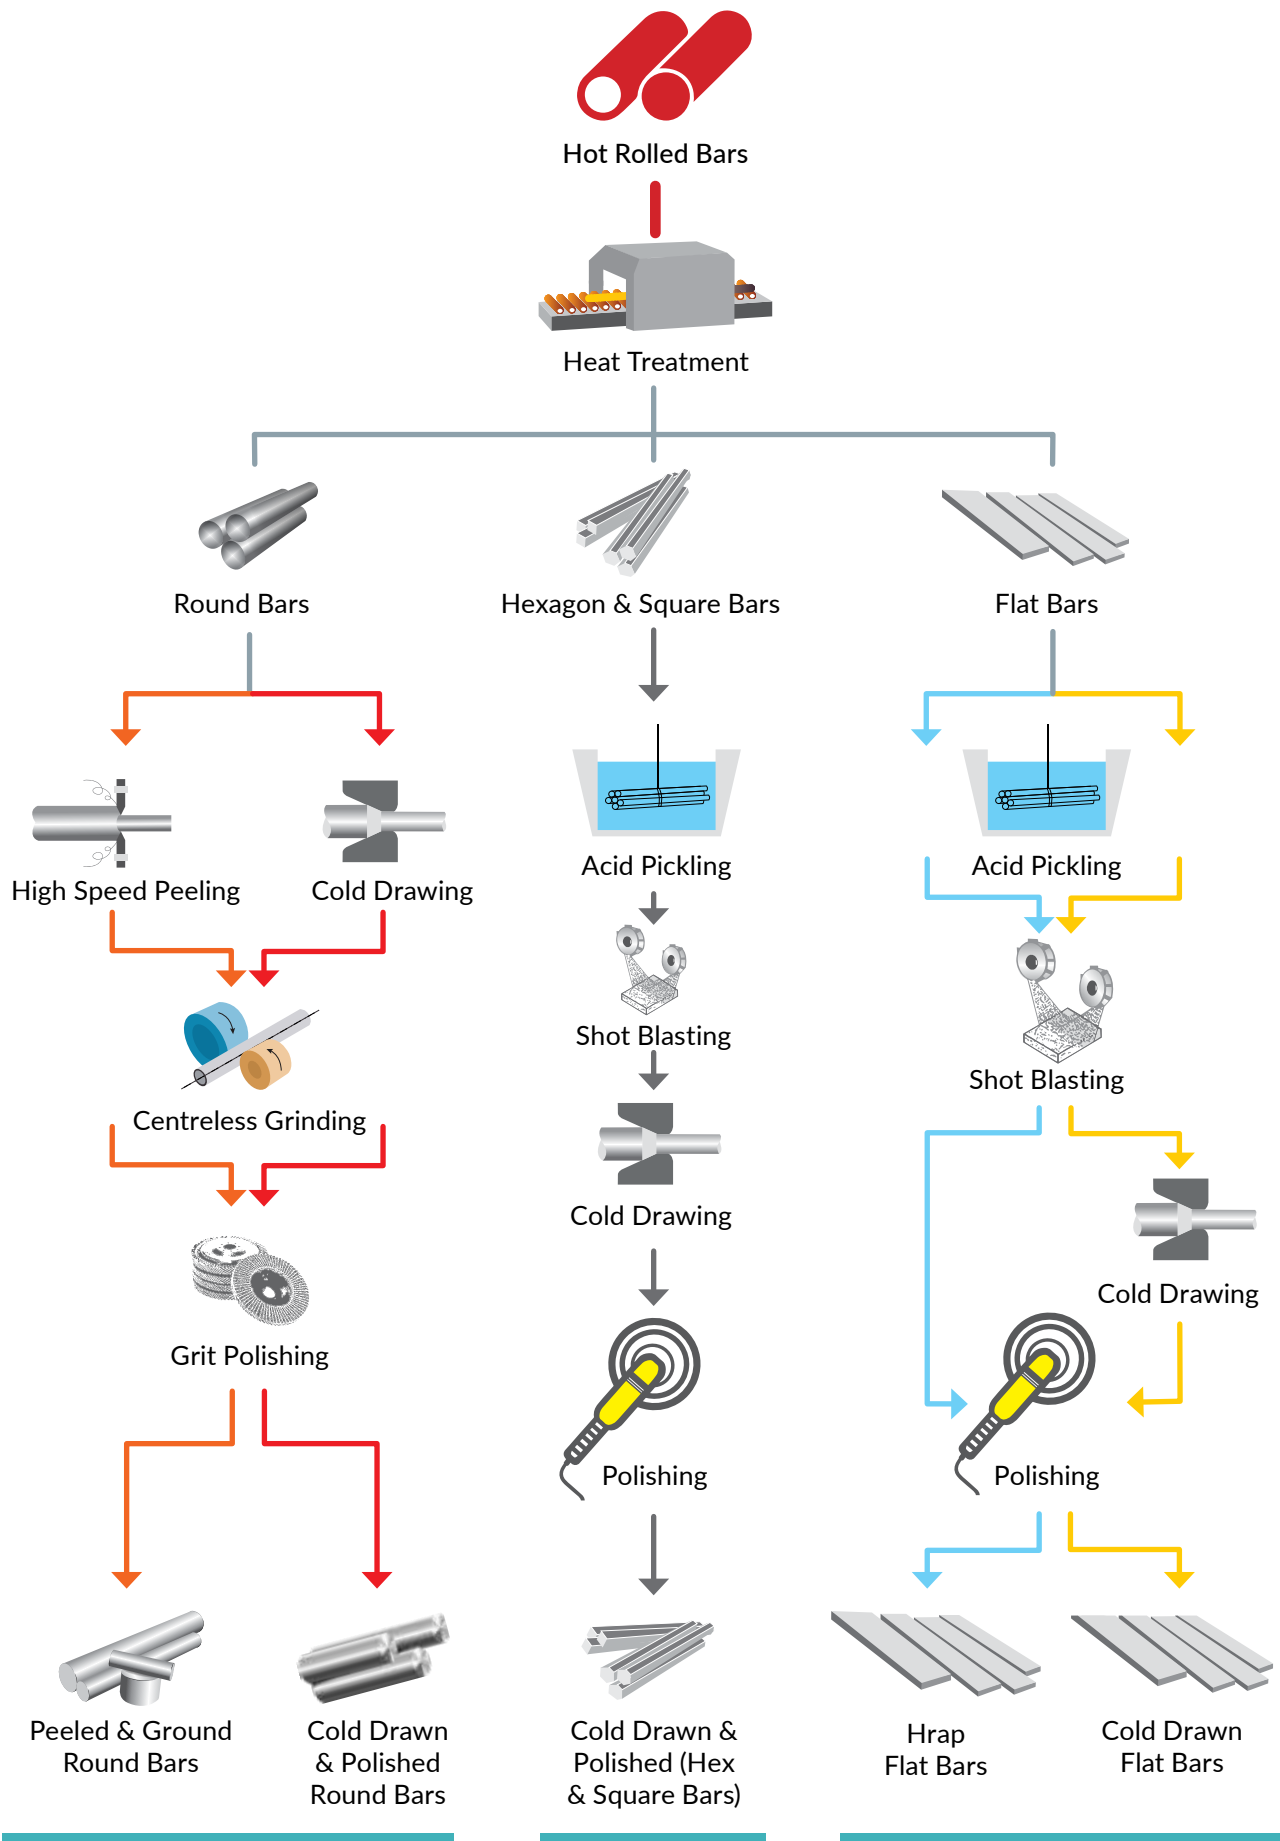 Hot Rolled Bars
Heat Treatment
Round Bars
Hexagon & Square Bars
Flat Bars
High Speed Peeling
Cold Drawing
Acid Pickling
Acid Pickling
Shot Blasting
Shot Blasting
Centreless Grinding
Cold Drawing
Cold Drawing
Grit Polishing
Polishing
Polishing
Peeled & Ground
Round Bars
Cold Drawn
& Polished
Round Bars
Cold Drawn &
Polished (Hex
& Square Bars)
Hrap
Flat Bars
Cold Drawn
Flat Bars